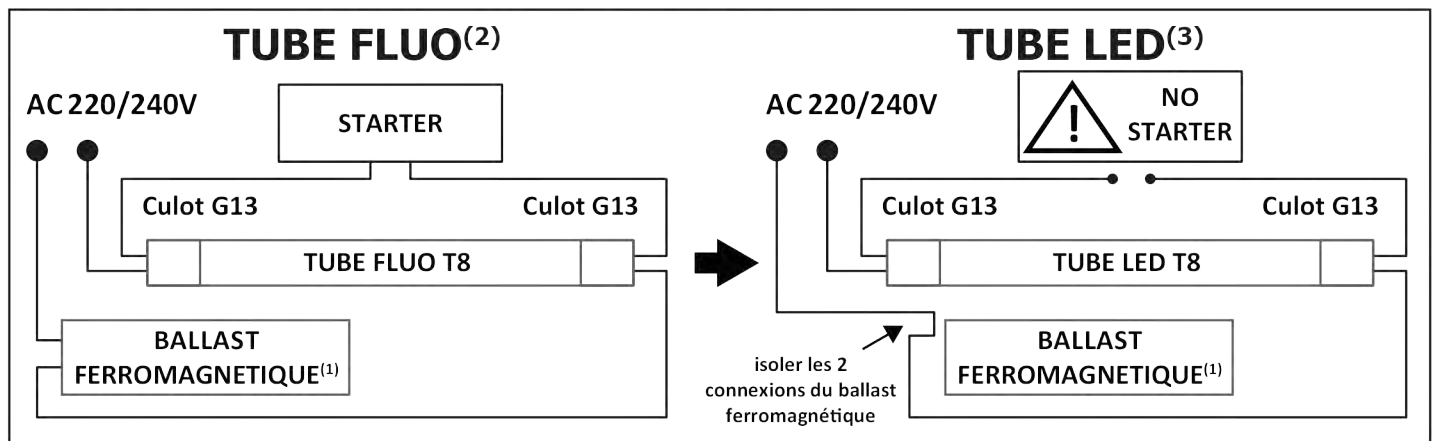 TUBE FLUO(2)
AC 220/240V
STARTER
Culot G13
Culot G13
TUBE FLUO T8
BALLAST
FERROMAGNETIQUE(1)
TUBE LED(3)
AC 220/240V
NO
STARTER
Culot G13
Culot G13
TUBE LED T8
isoler les 2
connexions du ballast
ferromagnétique
BALLAST
FERROMAGNETIQUE(1)